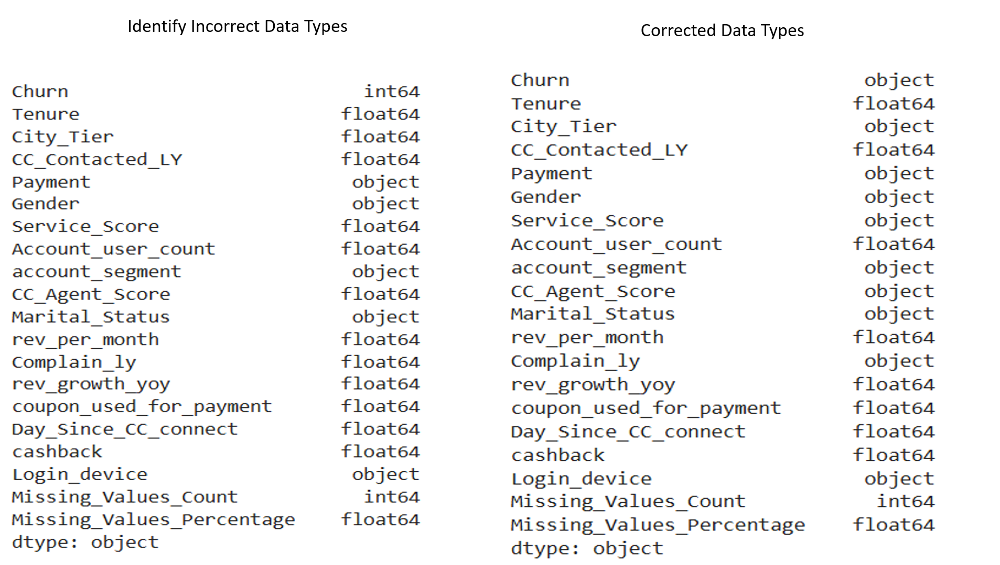 Identify Incorrect Data Types
Churn int64
Tenure float64
City_Tier float64
CC_Contacted_LY float64
Payment object
Gender object
Service_Score float64
Account_user_count float64
account_segment object
CC_Agent_Score float64
Marital_Status object
rev_per_month float64
Complain_ly float64
rev_growth_yoy float64
coupon_used_for_payment float64
Day_Since_CC_connect float64
cashback float64
Login_device object
Missing_Values_Count int64
Missing_Values_Percentage float64
dtype: object
Corrected Data Types
Churn object
Tenure float64
City_Tier object
CC_Contacted_LY float64
Payment object
Gender object
Service_Score object
Account_user_count float64
account_segment object
CC_Agent_Score object
Marital_Status object
rev_per_month float64
Complain_ly object
rev_growth_yoy float64
coupon_used_for_payment float64
Day_Since_CC_connect float64
cashback float64
Login_device object
Missing_Values_Count int64
Missing_Values_Percentage float64
dtype: object